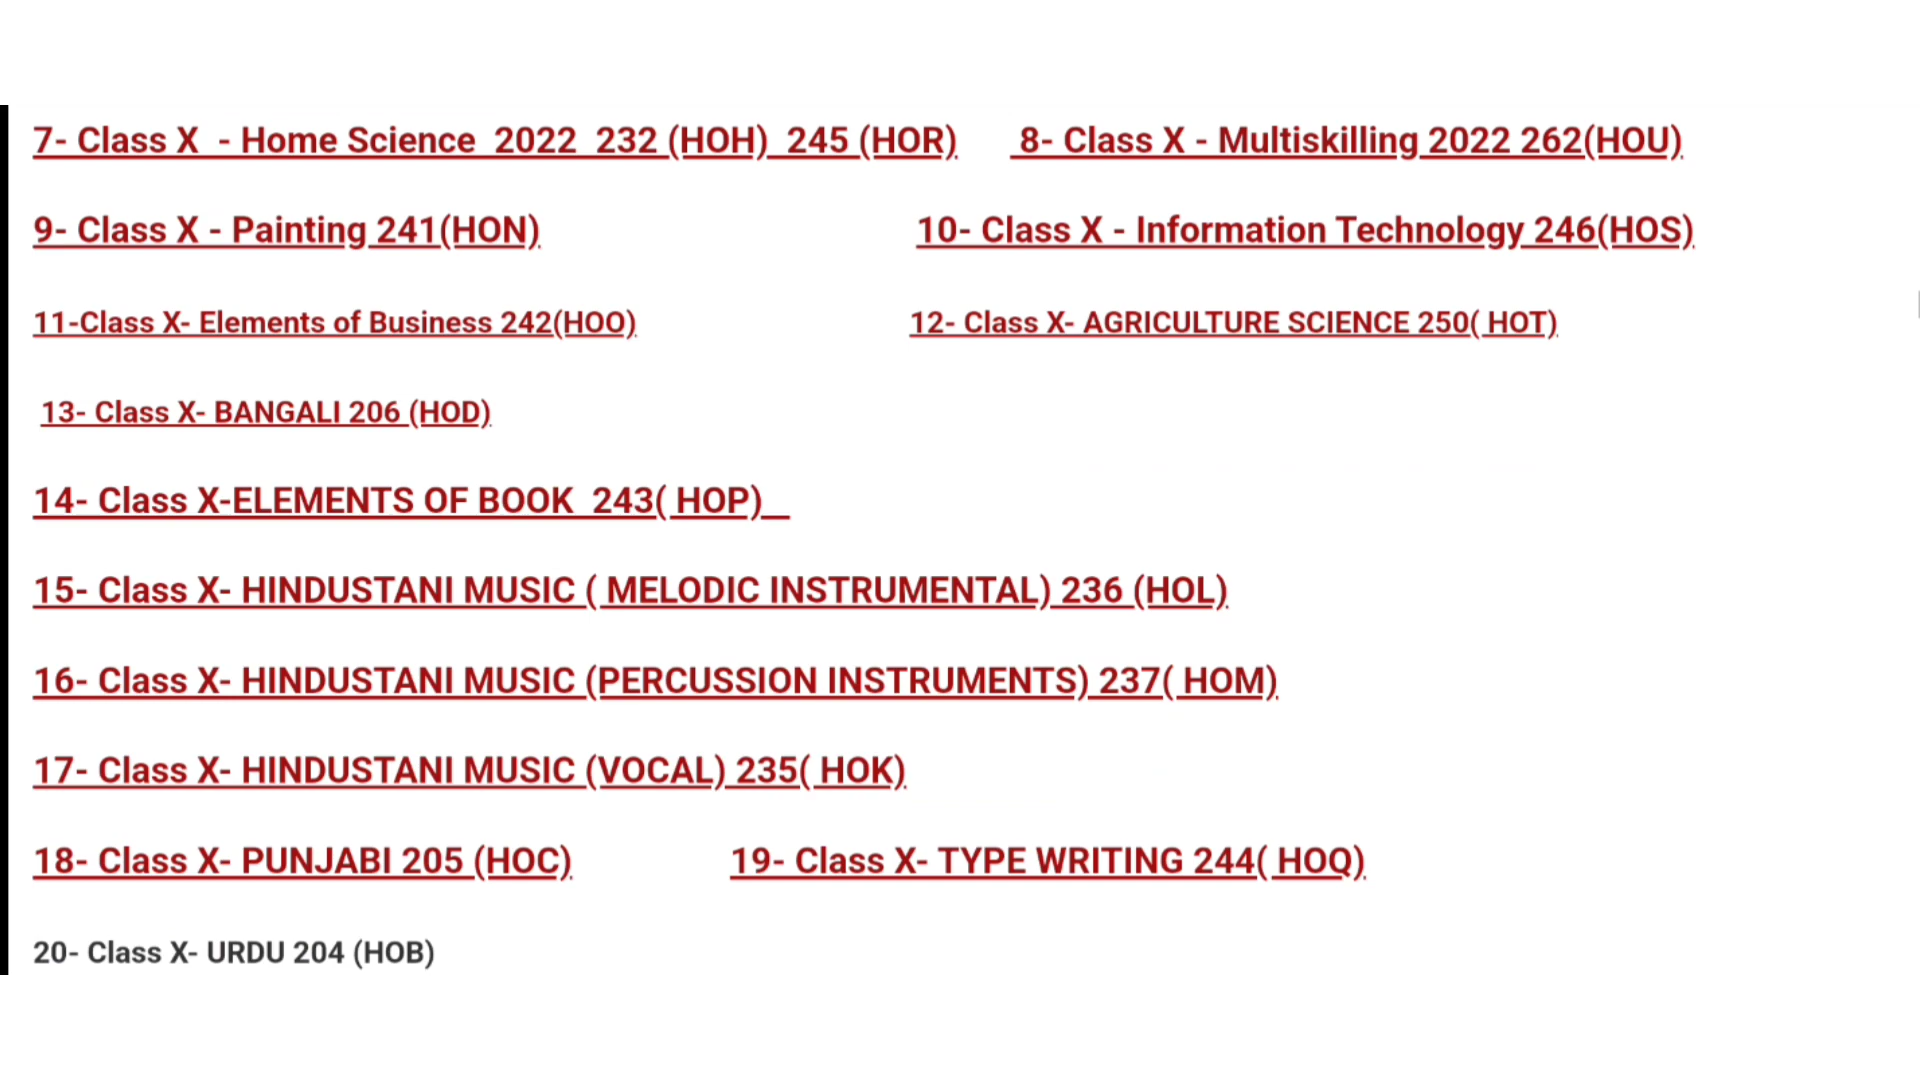 7- Class X  - Home Science  2022  232 (HOH)  245 (HOR)     8- Class X - Multiskilling 2022 262(HOU)
9- Class X - Painting 241(HON)     10- Class X - Information Technology 246(HOS)
11-Class X- Elements of Business 242(HOO)     12- Class X- AGRICULTURE SCIENCE 250( HOT)
13- Class X- BANGALI 206 (HOD)
14- Class X-ELEMENTS OF BOOK  243( HOP)
15- Class X- HINDUSTANI MUSIC ( MELODIC INSTRUMENTAL) 236 (HOL)
16- Class X- HINDUSTANI MUSIC (PERCUSSION INSTRUMENTS) 237( HOM)
17- Class X- HINDUSTANI MUSIC (VOCAL) 235( HOK)
18- Class X- PUNJABI 205 (HOC)     19- Class X- TYPE WRITING 244( HOQ)
20- Class X- URDU 204 (HOB)